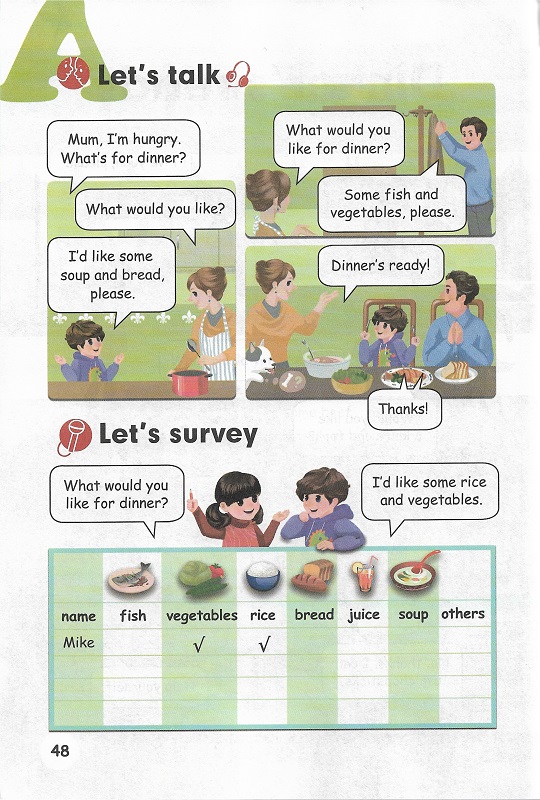 A
Let's talk
Mum, I'm hungry.
What's for dinner?
What would you like?
I'd like some
soup and bread,
please.
What would you
like for dinner?
Some fish and
vegetables, please.
Dinner's ready!
Thanks!
Let's survey
What would you
like for dinner?
I'd like some rice
and vegetables.
name fish vegetables rice bread juice soup others
Mike √ √
48